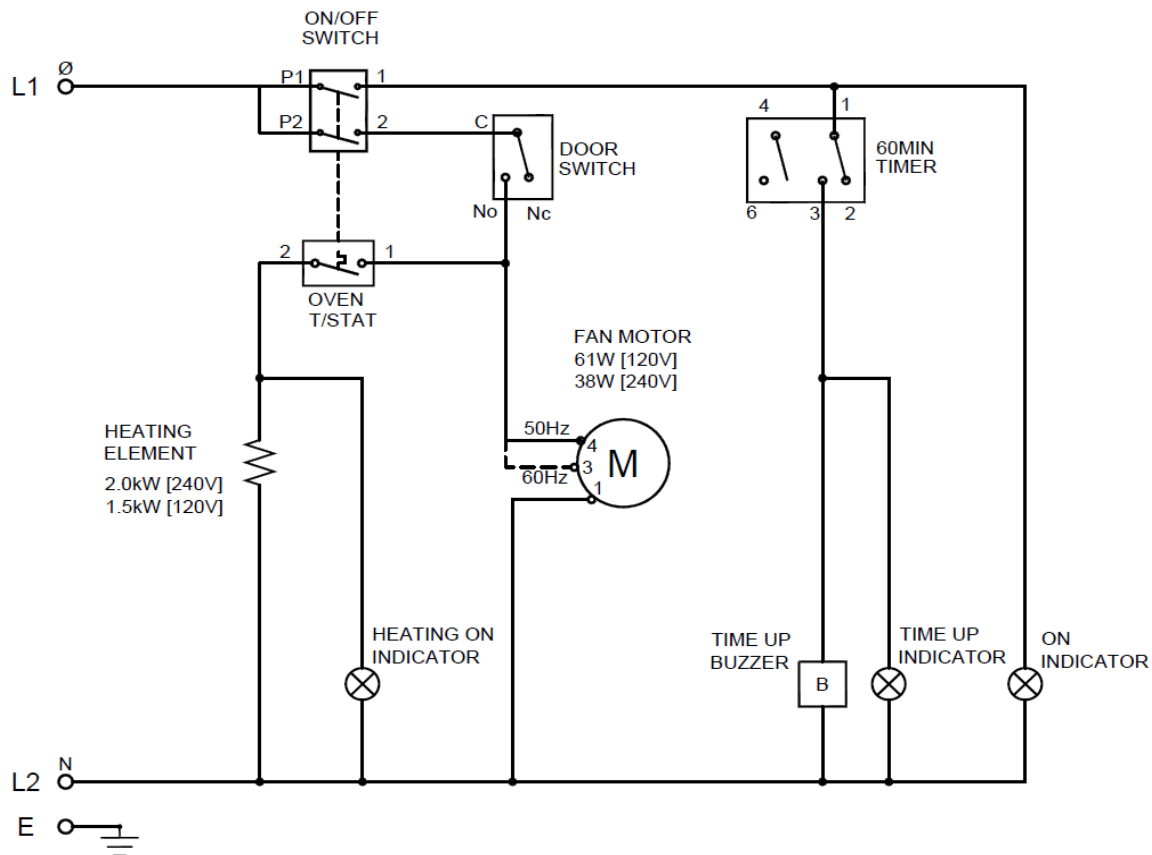 ON/OFF
SWITCH
L1
Ø
P1
1
P2
2
C
DOOR
SWITCH
No
Nc
4
1
60MIN
TIMER
6
3
2
2
1
OVEN
T/STAT
FAN MOTOR
61W [120V]
38W [240V]
50Hz
4
M
3
60Hz
1
HEATING
ELEMENT
2.0kW [240V]
1.5kW [120V]
HEATING ON
INDICATOR
TIME UP
BUZZER
B
TIME UP
INDICATOR
ON
INDICATOR
L2
N
E